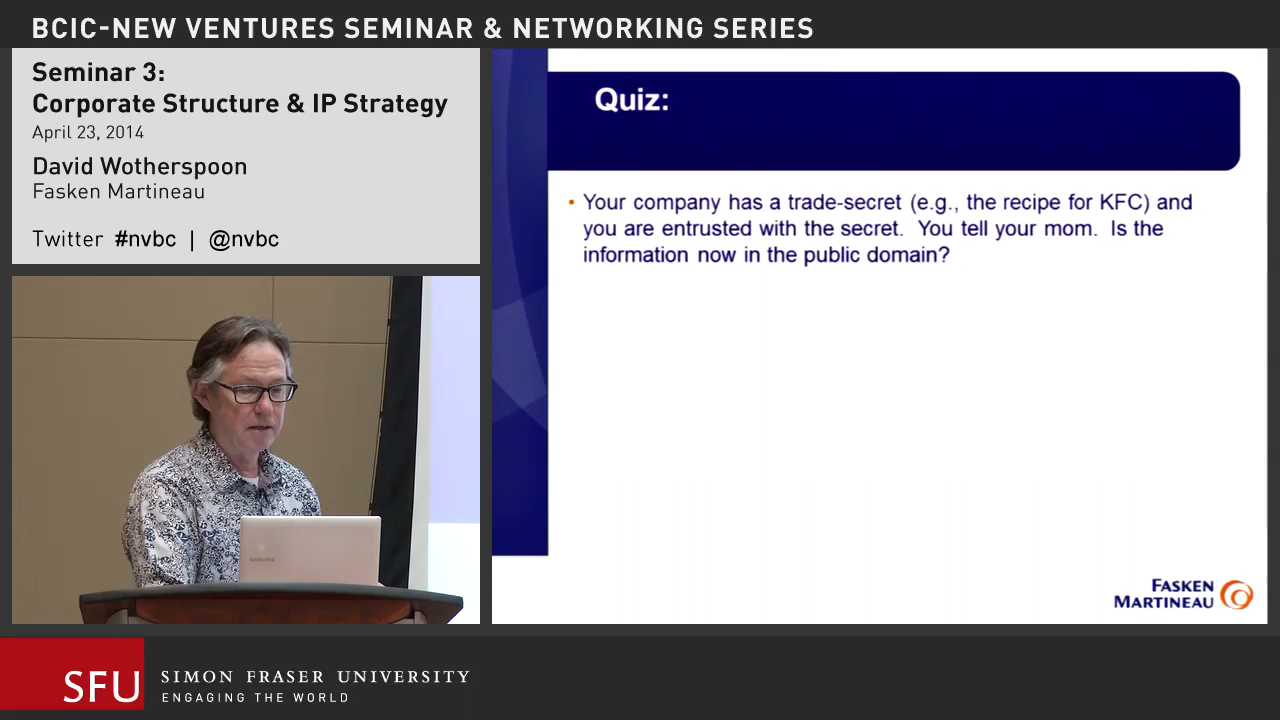 BCIC-NEW VENTURES SEMINAR & NETWORKING SERIES
Seminar 3:
Corporate Structure & IP Strategy
April 23, 2014
David Wotherspoon
Fasken Martineau
Twitter #nvbc | @nvbc
Quiz:
• Your company has a trade-secret (e.g., the recipe for KFC) and
you are entrusted with the secret. You tell your mom. Is the
information now in the public domain?
FASKEN
MARTINEAU
SAMSUNG
SFU
SIMON FRASER UNIVERSITY
ENGAGING THE WORLD